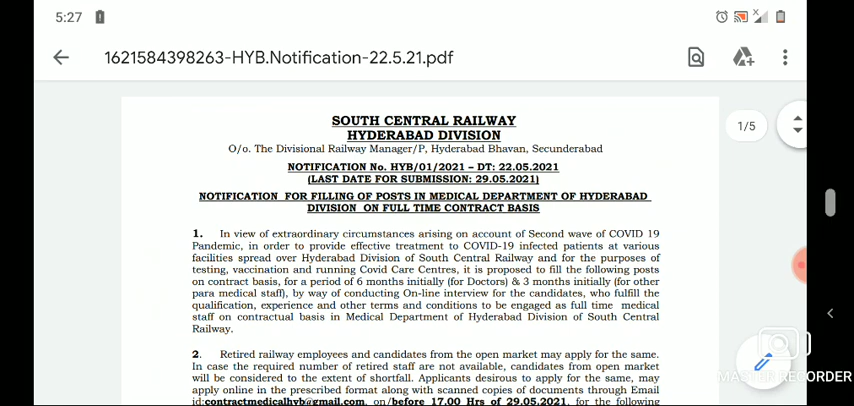 5:27
1621584398263-HYB.Notification-22.5.21.pdf
1/5
SOUTH CENTRAL RAILWAY
HYDERABAD DIVISION
O/o. The Divisional Railway Manager/P, Hyderabad Bhavan, Secunderabad
NOTIFICATION No. HYB/01/2021 – DT: 22.05.2021
(LAST DATE FOR SUBMISSION: 29.05.2021)
NOTIFICATION FOR FILLING OF POSTS IN MEDICAL DEPARTMENT OF HYDERABAD
DIVISION ON FULL TIME CONTRACT BASIS
1. In view of extraordinary circumstances arising on account of Second wave of COVID 19
Pandemic, in order to provide effective treatment to COVID-19 infected patients at various
facilities spread over Hyderabad Division of South Central Railway and for the purposes of
testing, vaccination and running Covid Care Centres, it is proposed to fill the following posts
on contract basis, for a period of 6 months initially (for Doctors) & 3 months initially (for other
para medical staff), by way of conducting On-line interview for the candidates, who fulfill the
qualification, experience and other terms and conditions to be engaged as full time medical
staff on contractual basis in Medical Department of Hyderabad Division of South Central
Railway.
2. Retired railway employees and candidates from the open market may apply for the same.
In case the required number of retired staff are not available, candidates from open market
will be considered to the extent of shortfall. Applicants desirous to apply for the same, may
apply online in the prescribed format along with scanned copies of documents through Email
id:contractmedicalhyb@gmail.com, on/before 17.00 Hrs of 29.05.2021, for the following
MASTER RECORDER